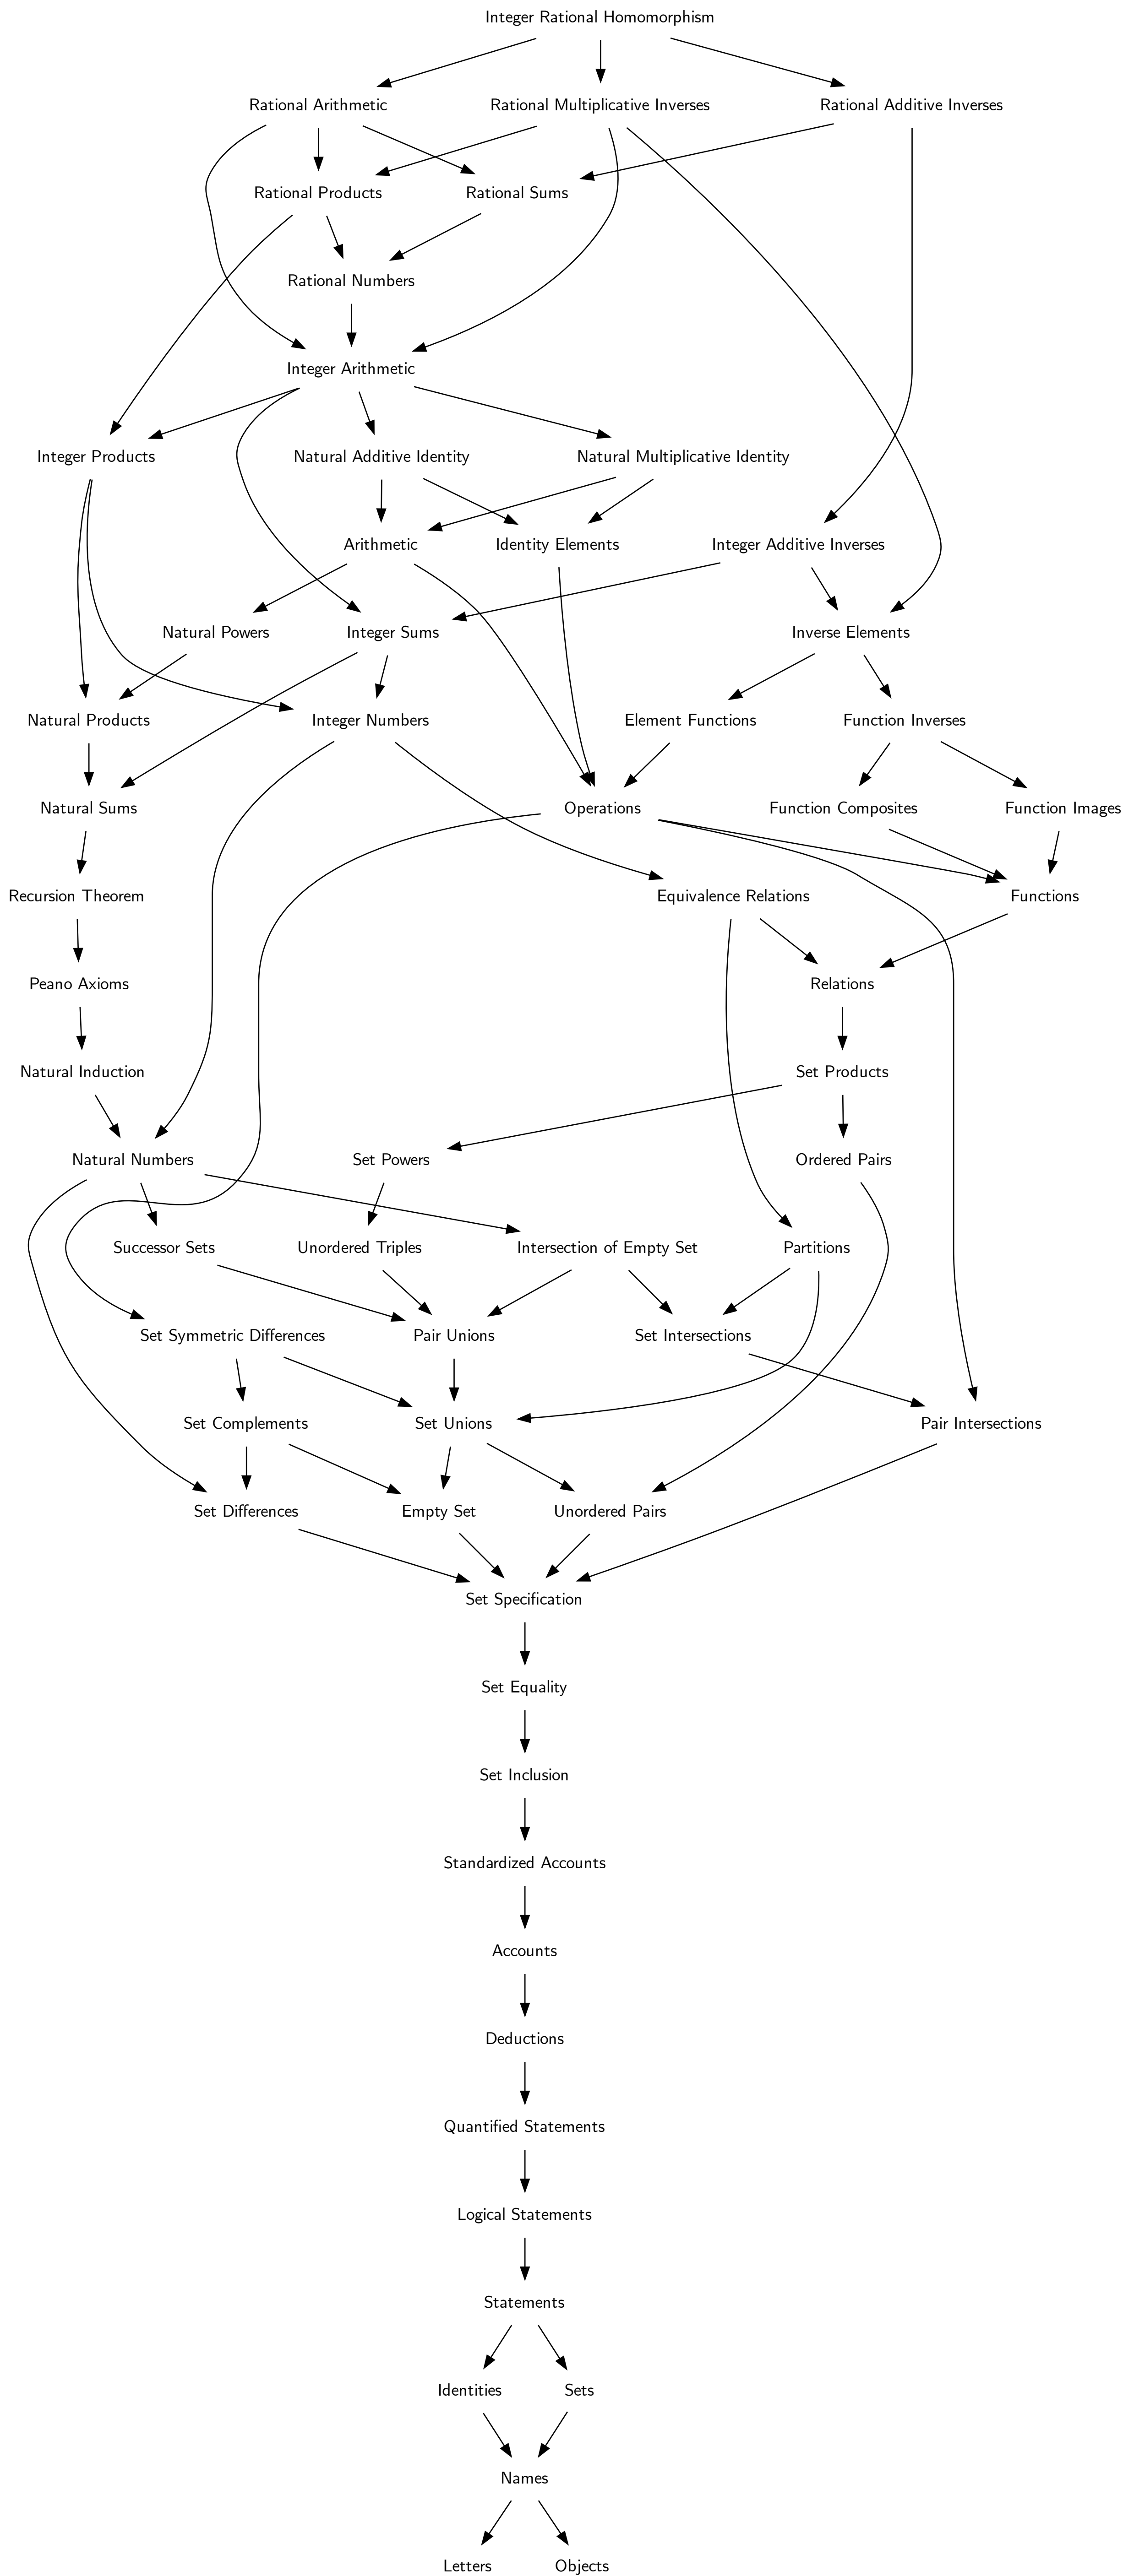 Integer Rational Homomorphism
Rational Arithmetic
Rational Multiplicative Inverses
Rational Additive Inverses
Rational Products
Rational Sums
Rational Numbers
Integer Arithmetic
Integer Products
Natural Additive Identity
Natural Multiplicative Identity
Arithmetic
Identity Elements
Integer Additive Inverses
Natural Powers
Integer Sums
Inverse Elements
Natural Products
Integer Numbers
Element Functions
Function Inverses
Natural Sums
Operations
Function Composites
Function Images
Recursion Theorem
Equivalence Relations
Functions
Peano Axioms
Relations
Natural Induction
Set Products
Natural Numbers
Set Powers
Ordered Pairs
Successor Sets
Unordered Triples
Intersection of Empty Set
Partitions
Set Symmetric Differences
Pair Unions
Set Intersections
Set Complements
Set Unions
Pair Intersections
Set Differences
Empty Set
Unordered Pairs
Set Specification
Set Equality
Set Inclusion
Standardized Accounts
Accounts
Deductions
Quantified Statements
Logical Statements
Statements
Identities
Sets
Names
Letters
Objects